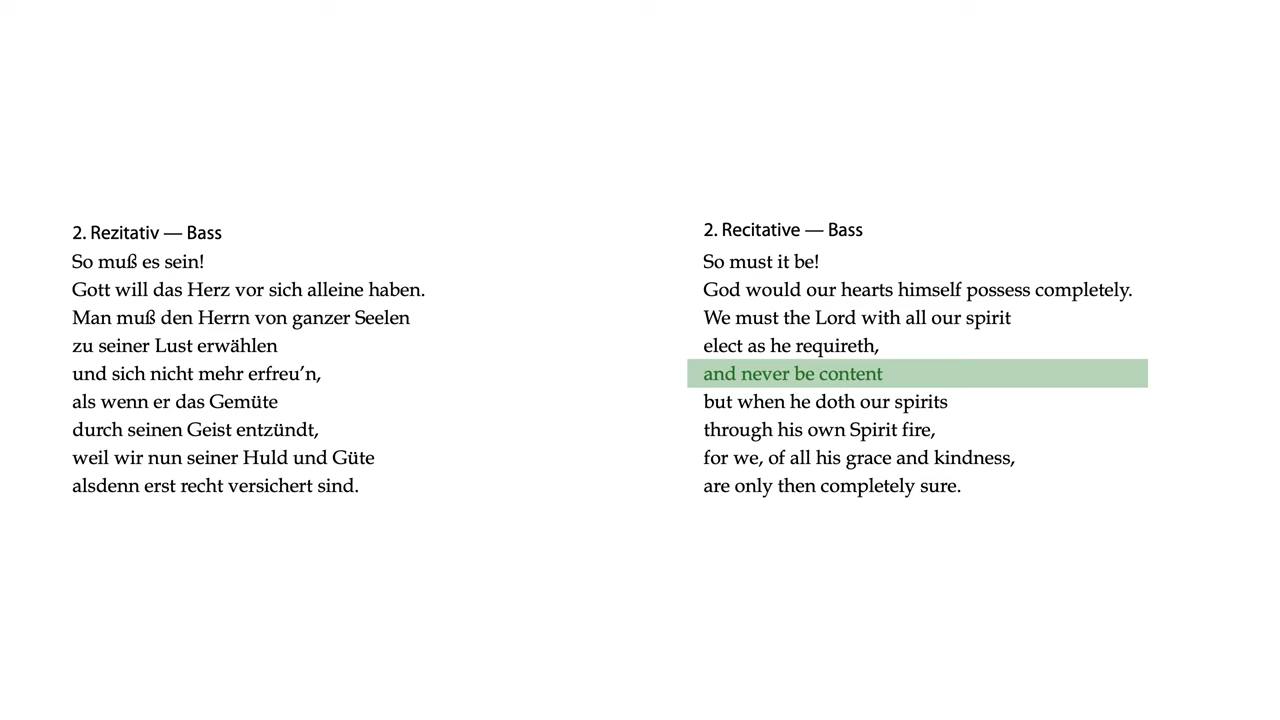 2. Rezitativ — Bass
So muß es sein!
Gott will das Herz vor sich alleine haben.
Man muß den Herrn von ganzer Seelen
zu seiner Lust erwählen
und sich nicht mehr erfreu’n,
als wenn er das Gemüte
durch seinen Geist entzündt,
weil wir nun seiner Huld und Güte
alsdenn erst recht versichert sind.
2. Recitative — Bass
So must it be!
God would our hearts himself possess completely.
We must the Lord with all our spirit
elect as he requireth,
and never be content
but when he doth our spirits
through his own Spirit fire,
for we, of all his grace and kindness,
are only then completely sure.